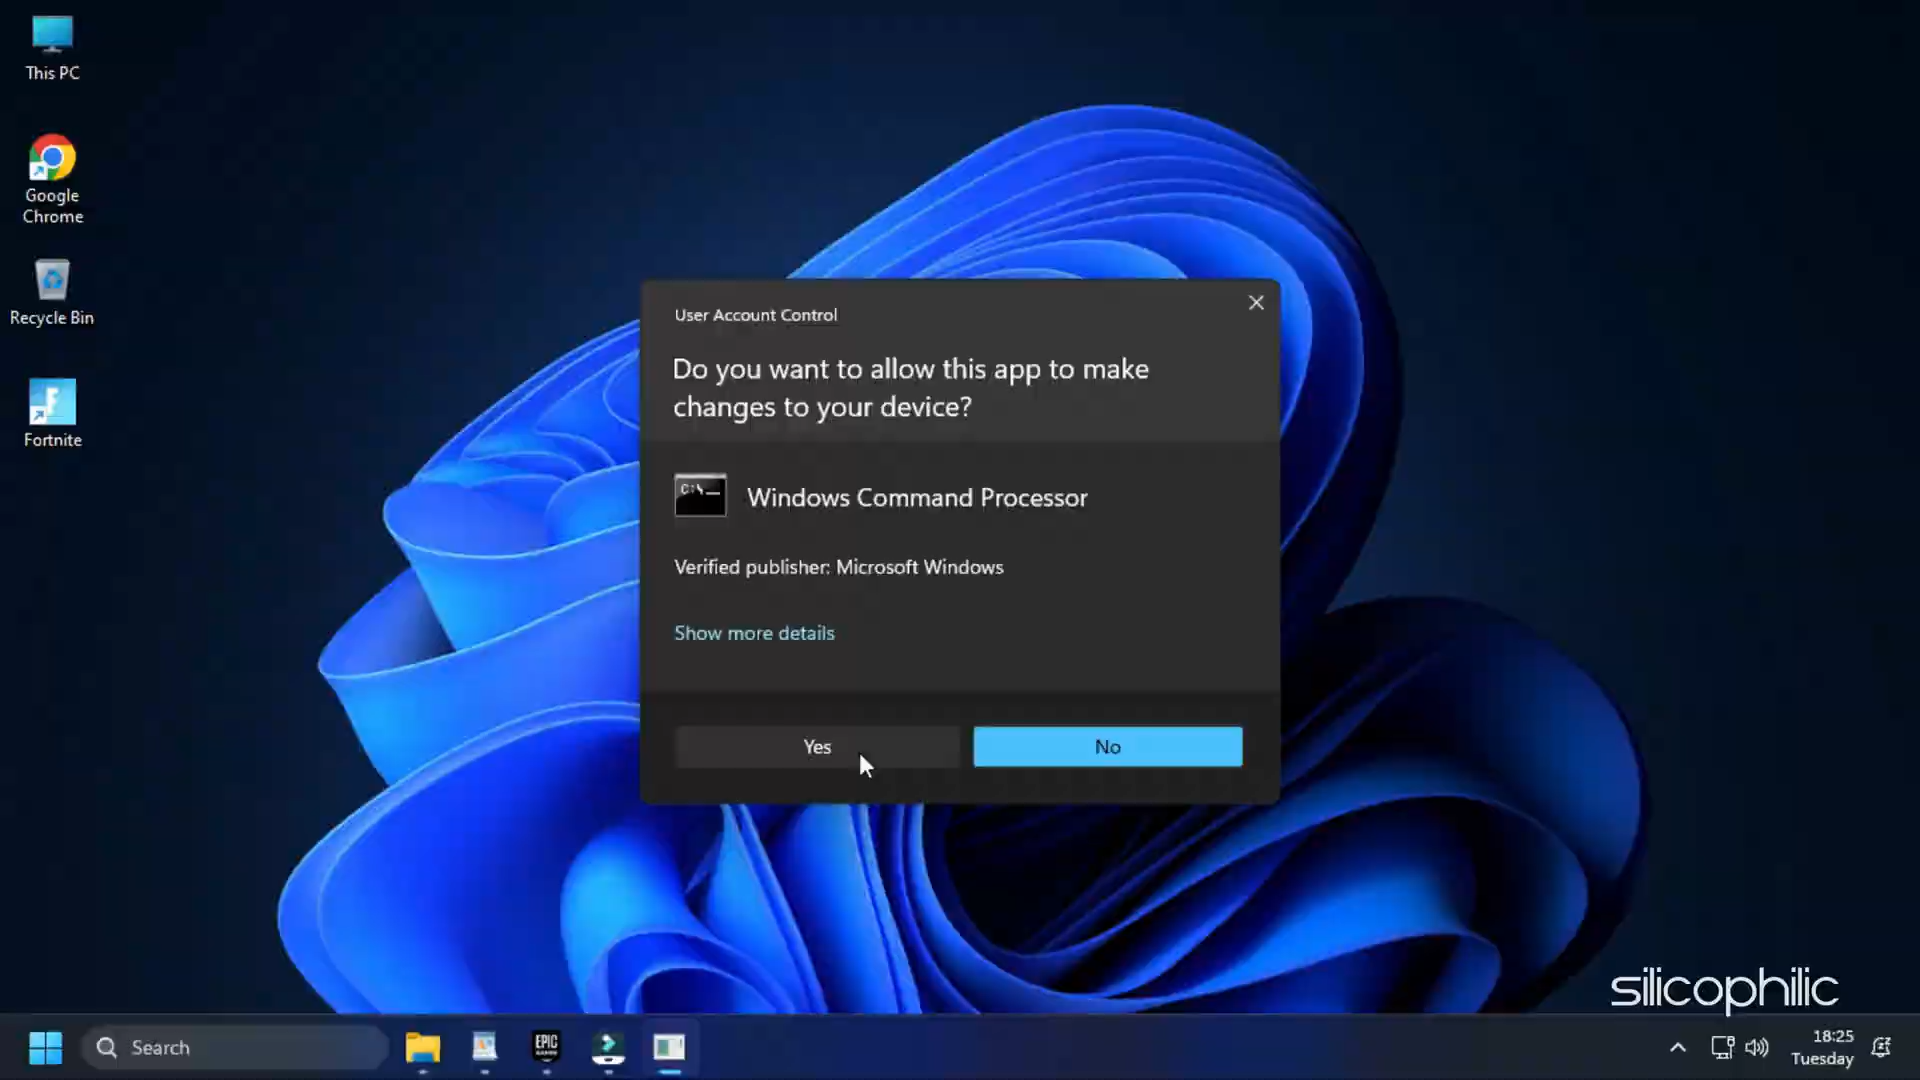 This PC
Google
Chrome
Recycle Bin
Fortnite
User Account Control
Do you want to allow this app to make
changes to your device?
C:\
Windows Command Processor
Verified publisher: Microsoft Windows
Show more details
Yes
No
silicophilic
Search
EPIC
GAMES
18:25
Tuesday